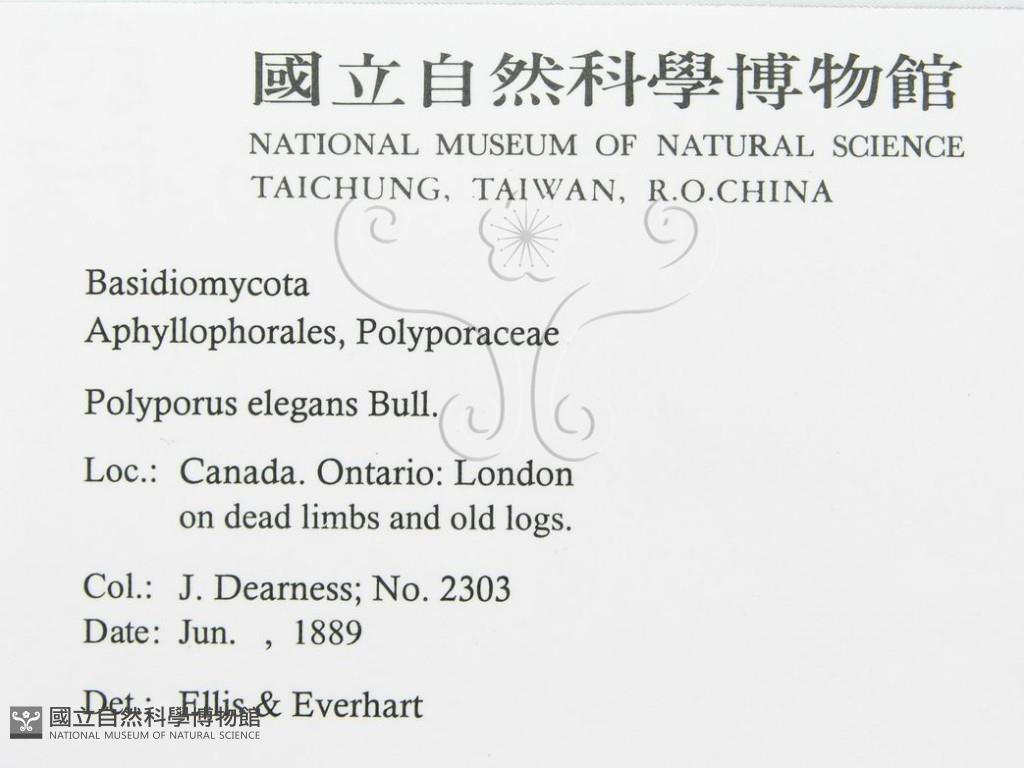 國立自然科學博物館
NATIONAL MUSEUM OF NATURAL SCIENCE
TAICHUNG, TAIWAN, R.O.CHINA
Basidiomycota
Aphyllophorales, Polyporaceae
Polyporus elegans Bull.
Loc.: Canada. Ontario: London
on dead limbs and old logs.
Col.: J. Dearness; No. 2303
Date: Jun.   , 1889
Det.: Ellis & Everhart
國立自然科學博物館
NATIONAL MUSEUM OF NATURAL SCIENCE